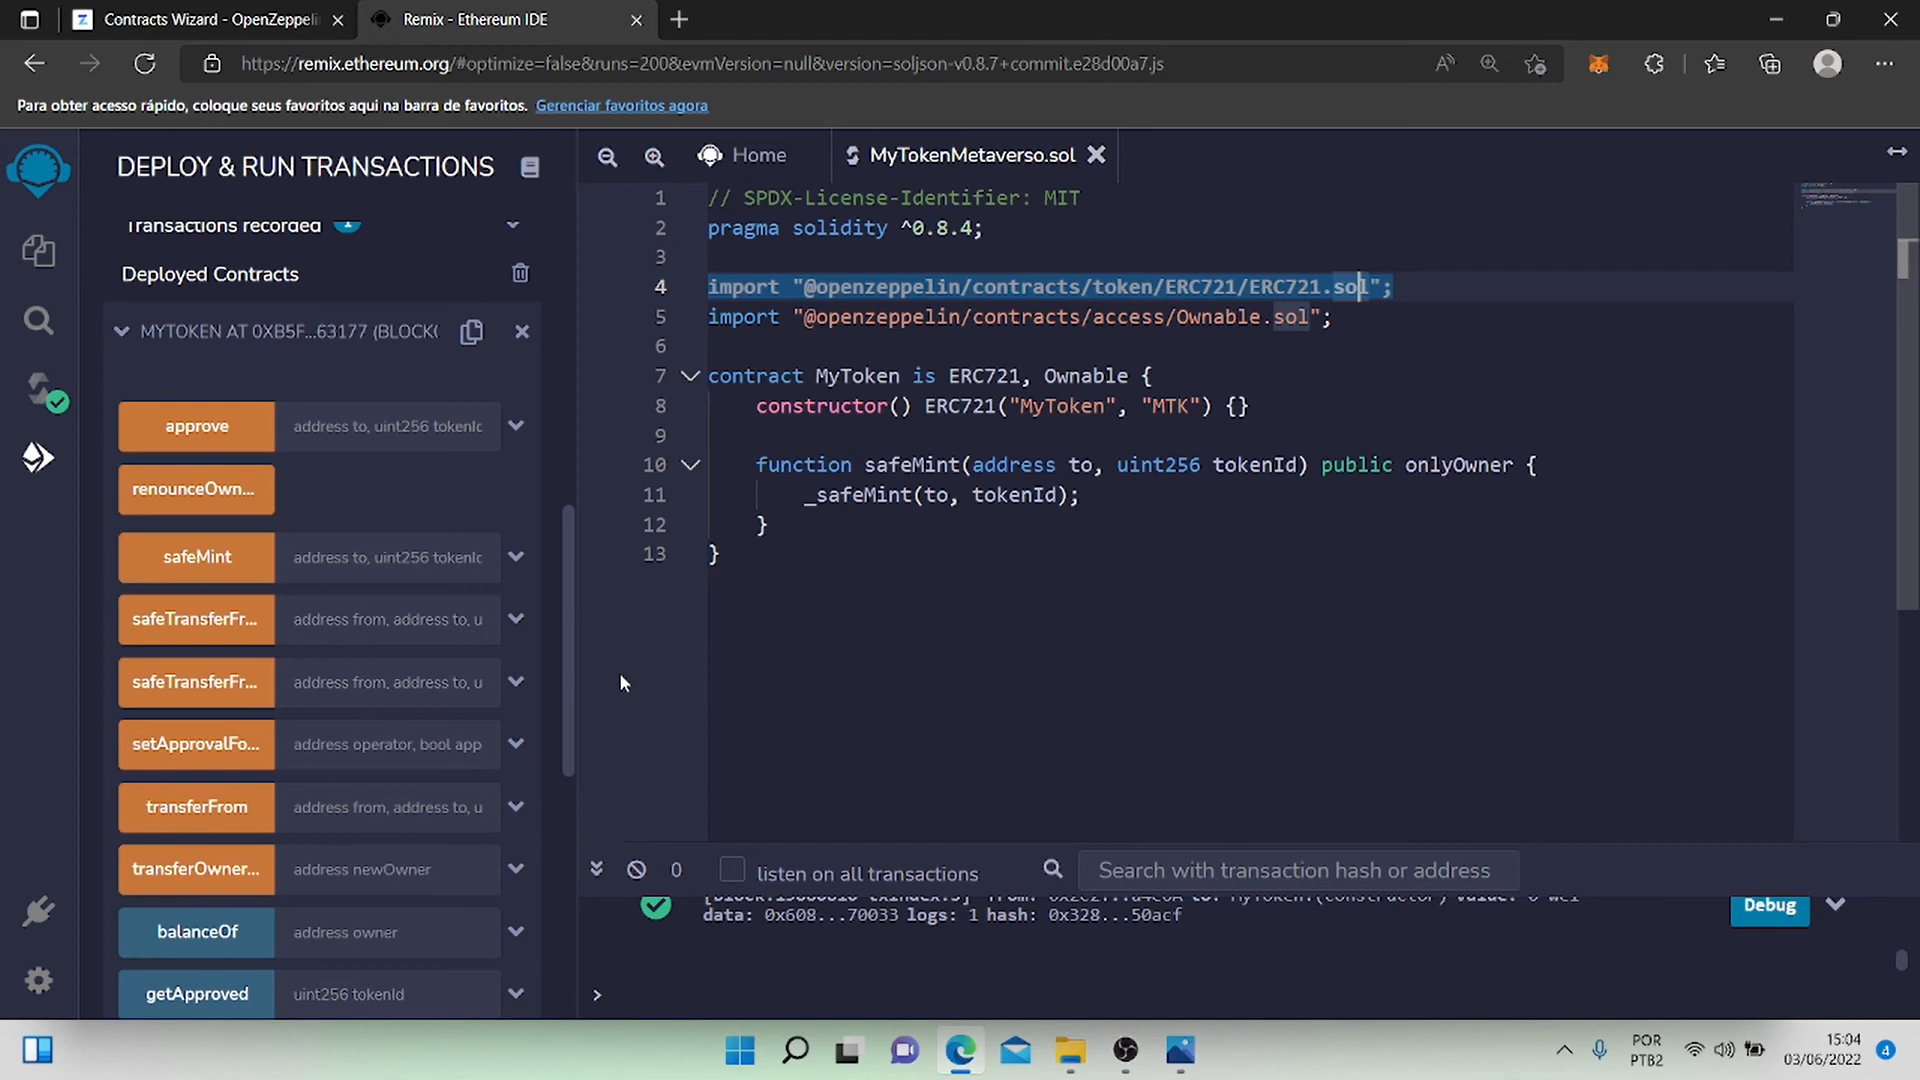 Contracts Wizard - OpenZeppeli
Remix - Ethereum IDE
https://remix.ethereum.org/#optimize=false&runs=200&evmVersion=null&version=soljson-v0.8.7+commit.e28d00a7.js
Para obter acesso rápido, coloque seus favoritos aqui na barra de favoritos. Gerenciar favoritos agora
DEPLOY & RUN TRANSACTIONS
Transactions recorded
Deployed Contracts
MYTOKEN AT 0XB5F...63177 (BLOCKC
approve address to, uint256 tokenId
renounceOwn...
safeMint address to, uint256 tokenId
safeTransferFr... address from, address to, u
safeTransferFr... address from, address to, u
setApprovalFo... address operator, bool app
transferFrom address from, address to, u
transferOwner... address newOwner
balanceOf address owner
getApproved uint256 tokenId
Home
MyTokenMetaverso.sol
1 // SPDX-License-Identifier: MIT
2 pragma solidity ^0.8.4;
3
4 import "@openzeppelin/contracts/token/ERC721/ERC721.sol";
5 import "@openzeppelin/contracts/access/Ownable.sol";
6
7 contract MyToken is ERC721, Ownable {
8 constructor() ERC721("MyToken", "MTK") {}
9
10 function safeMint(address to, uint256 tokenId) public onlyOwner {
11 _safeMint(to, tokenId);
12 }
13 }
0 listen on all transactions Search with transaction hash or address
data: 0x608...70033 logs: 1 hash: 0x328...50acf
Debug
>
POR
PTB2
15:04
03/06/2022
4